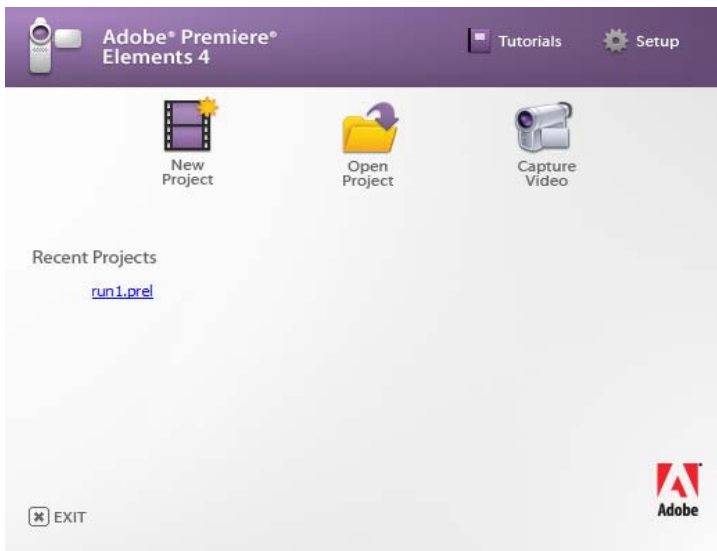 Adobe® Premiere®
Elements 4
Tutorials
Setup
New
Project
Open
Project
Capture
Video
Recent Projects
run1.prel
EXIT
Adobe